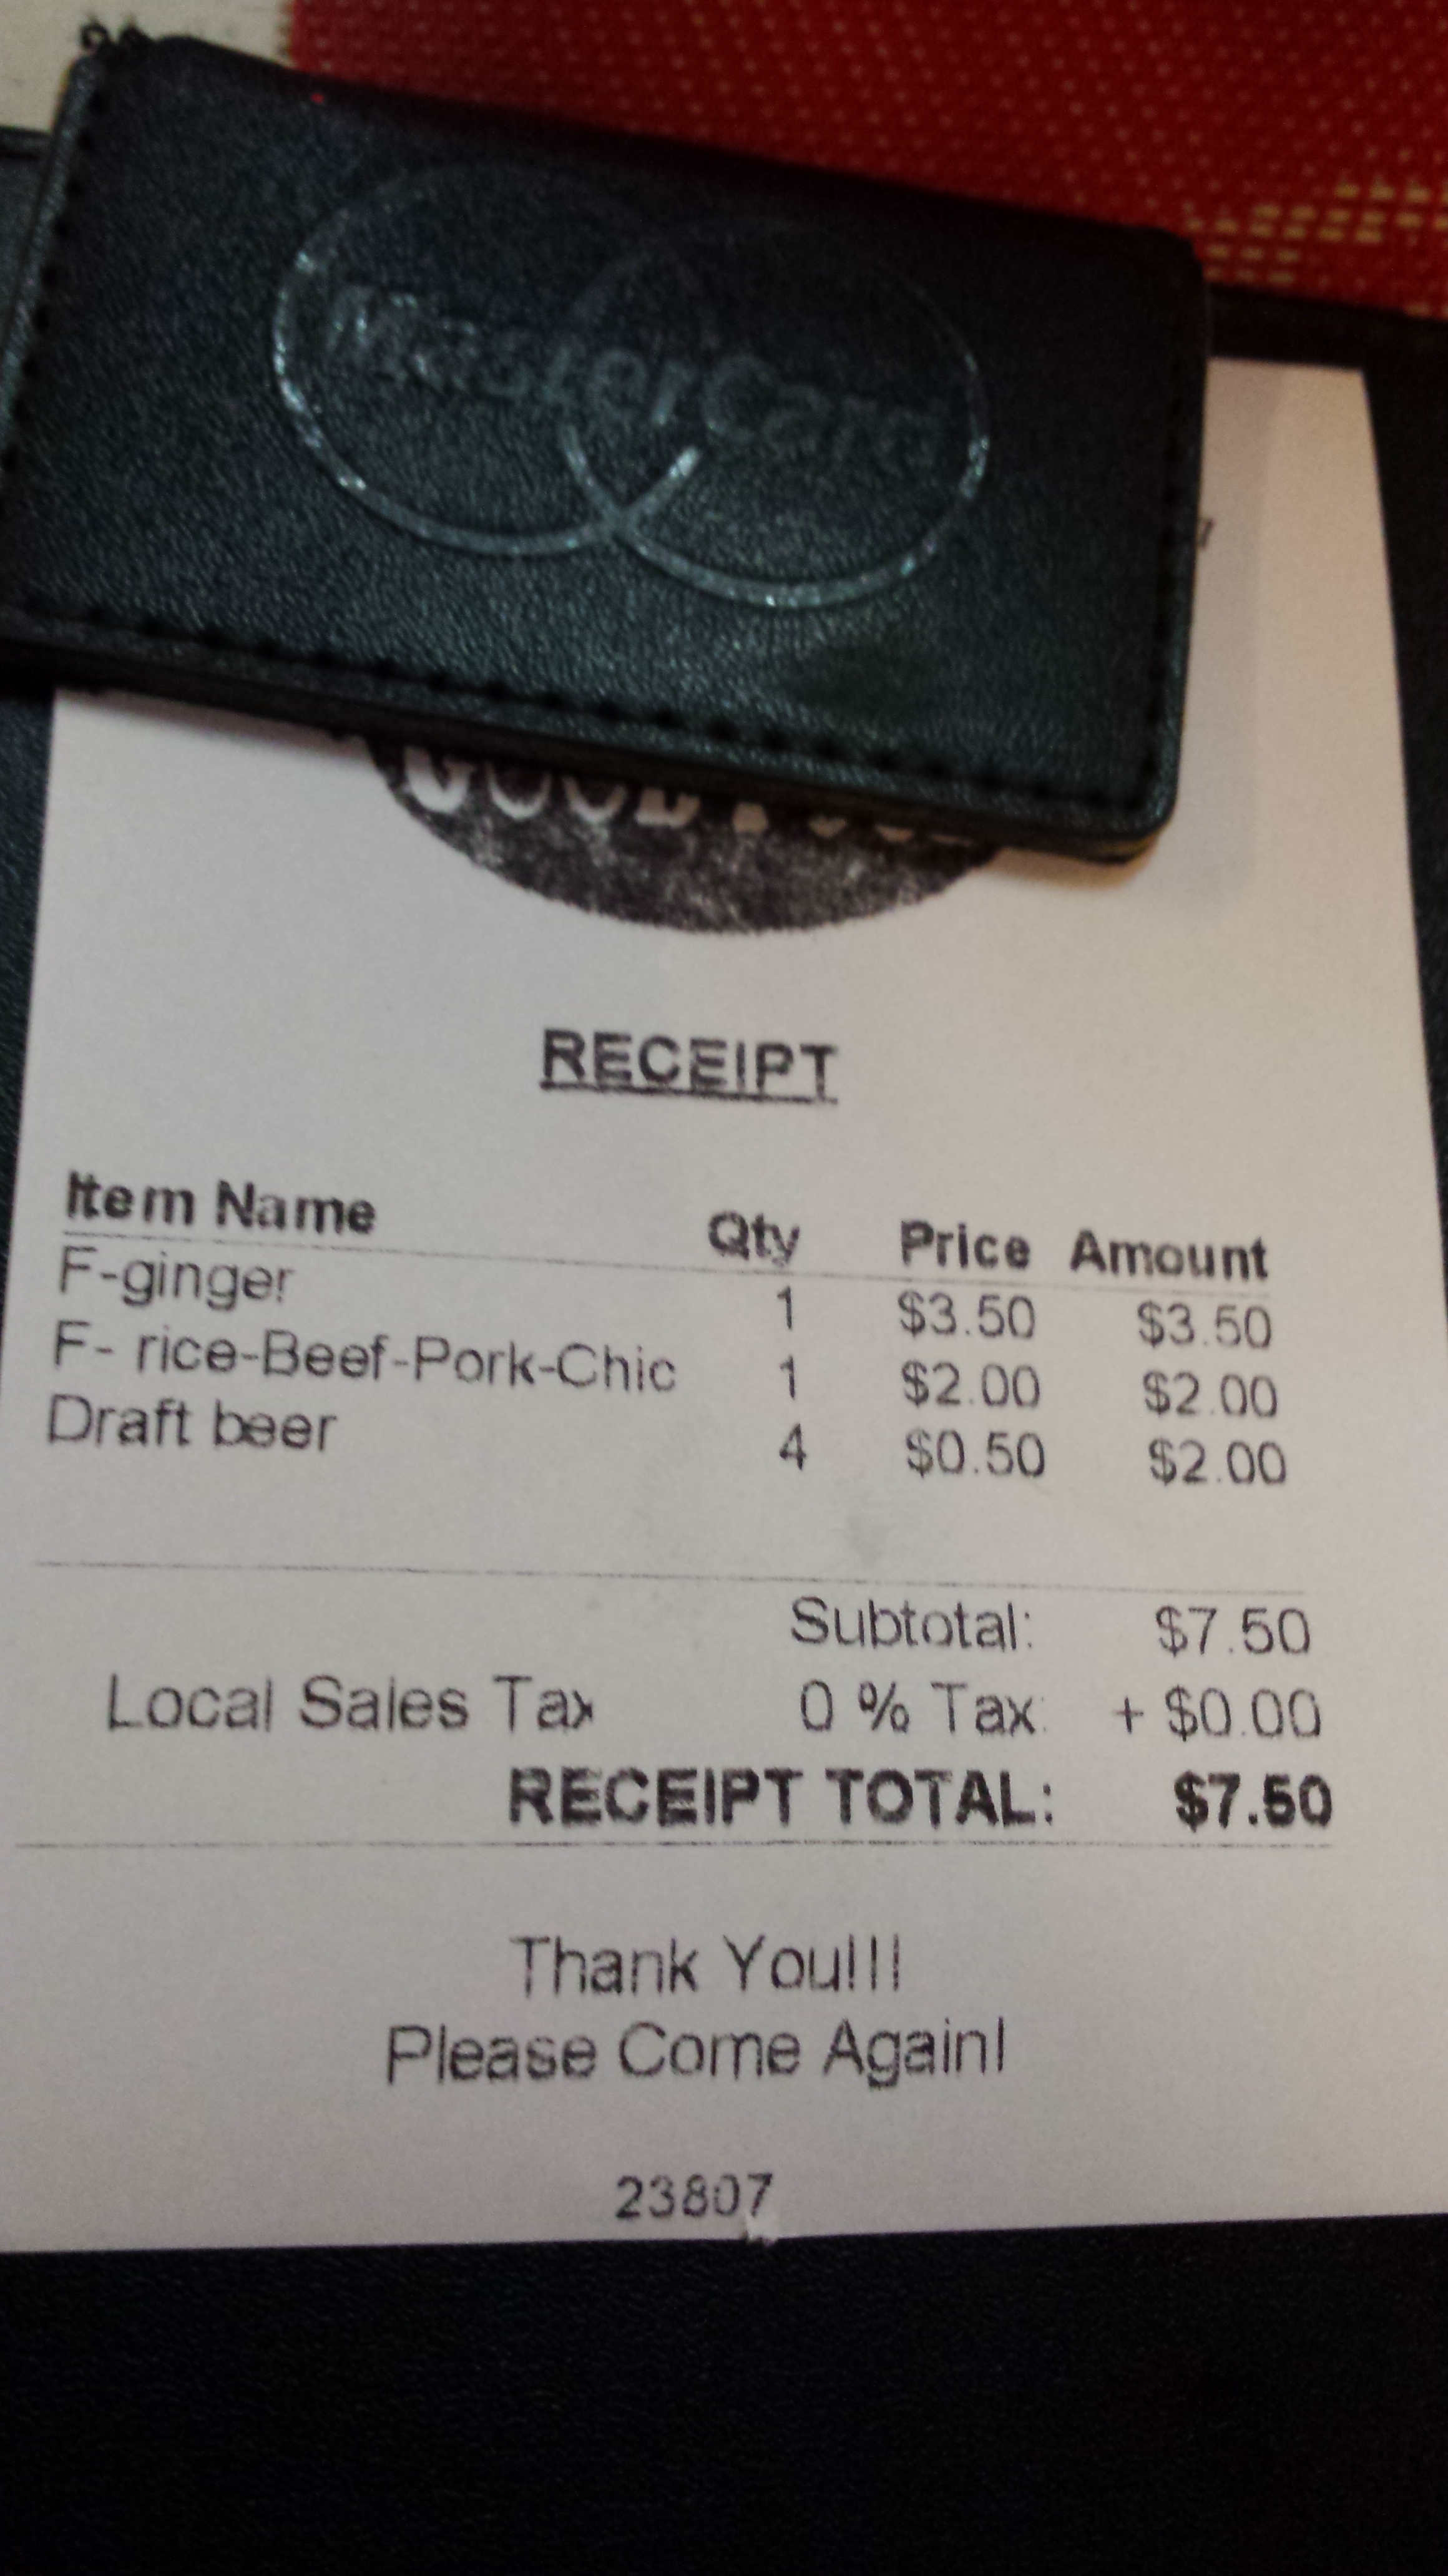 MasterCard
RECEIPT
Item Name Qty Price Amount
F-ginger 1 $3.50 $3.50
F- rice-Beef-Pork-Chic 1 $2.00 $2.00
Draft beer 4 $0.50 $2.00
Subtotal: $7.50
Local Sales Tax 0 % Tax: + $0.00
RECEIPT TOTAL: $7.50
Thank You!!!
Please Come Again!
23807